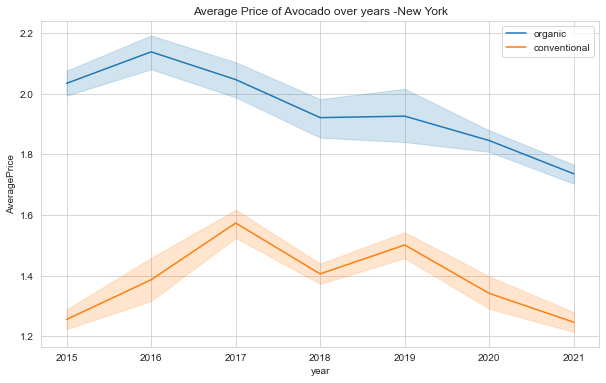 Average Price of Avocado over years -New York
organic
conventional
AveragePrice
2.2
2.0
1.8
1.6
1.4
1.2
2015 2016 2017 2018 2019 2020 2021
year